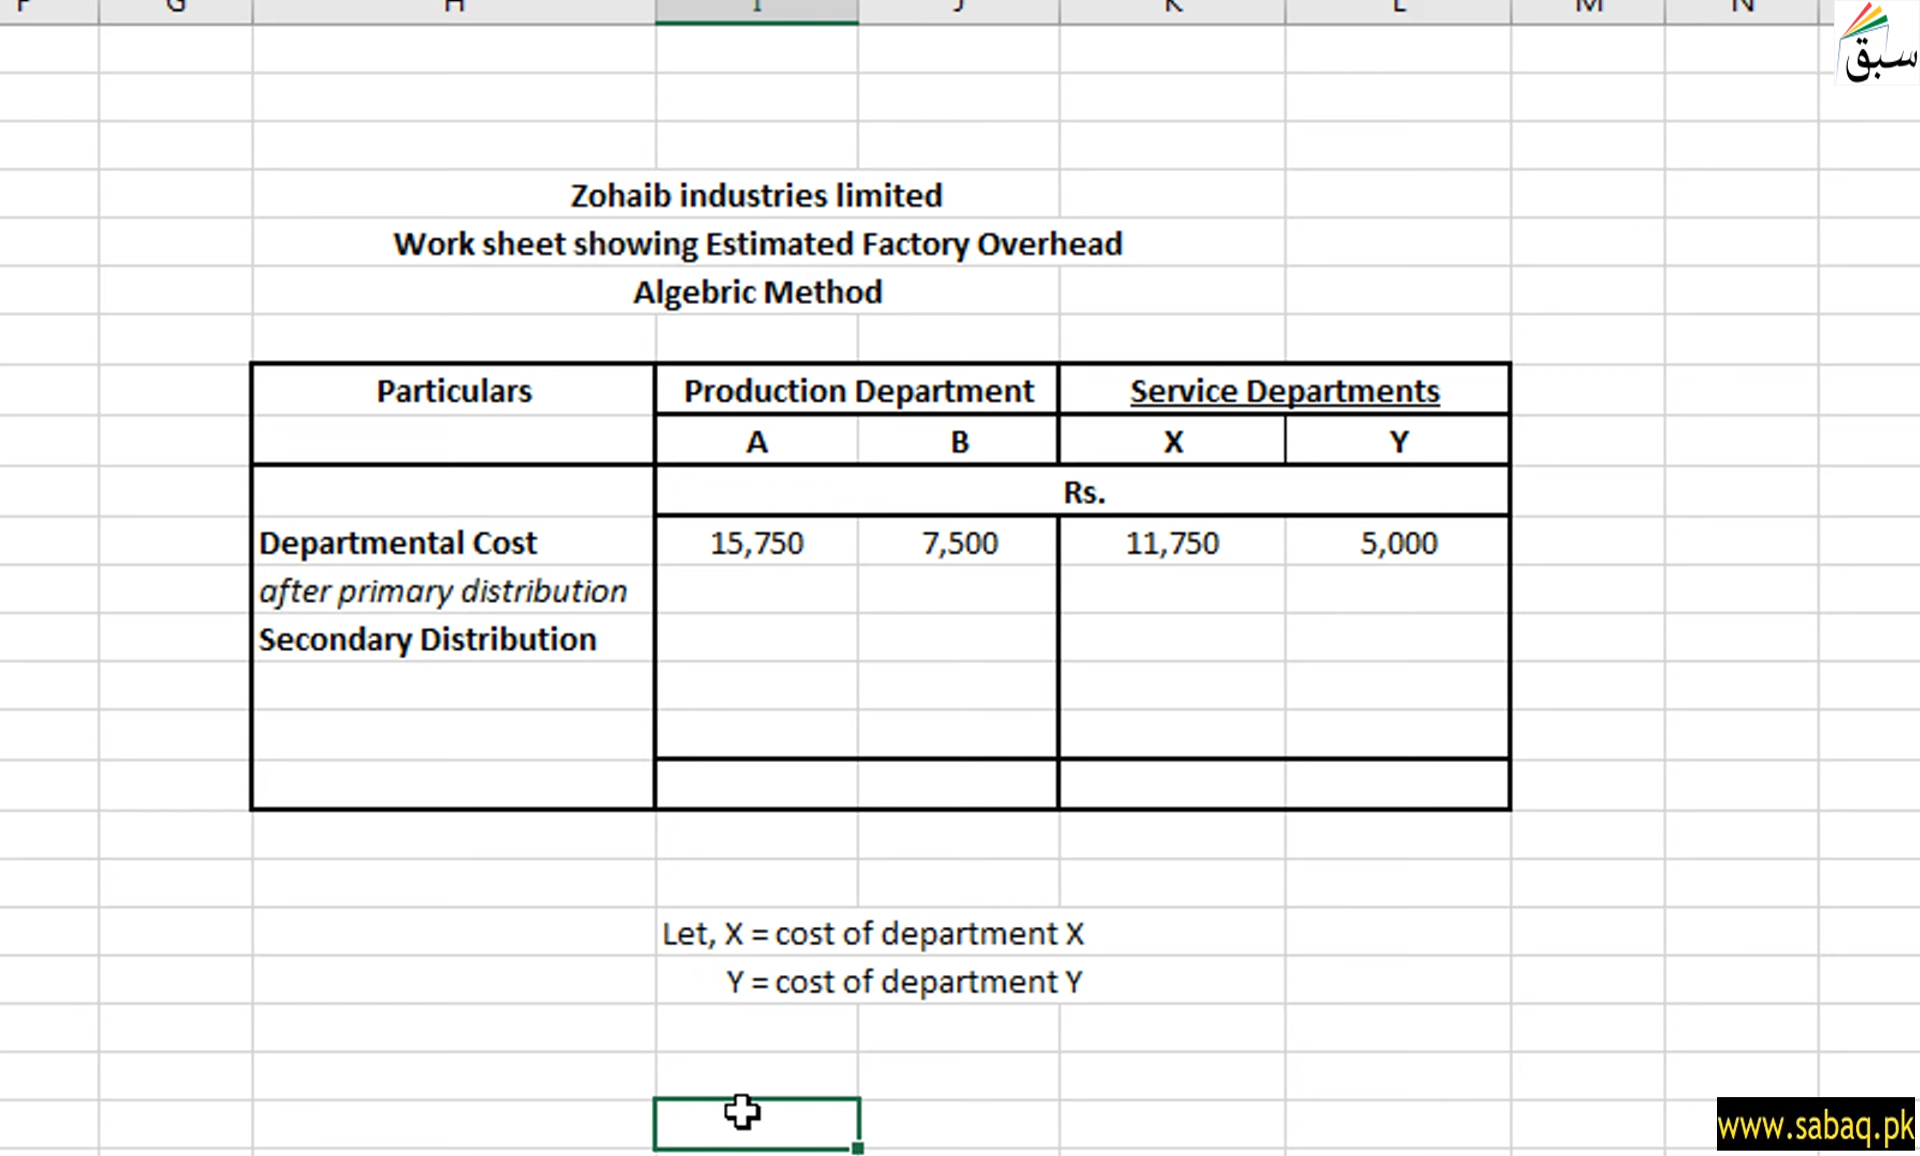 F G H I J K L M N
سبق
Zohaib industries limited
Work sheet showing Estimated Factory Overhead
Algebric Method
Particulars Production Department Service Departments
A B X Y
Rs.
Departmental Cost 15,750 7,500 11,750 5,000
after primary distribution
Secondary Distribution
Let, X = cost of department X
Y = cost of department Y
www.sabaq.pk